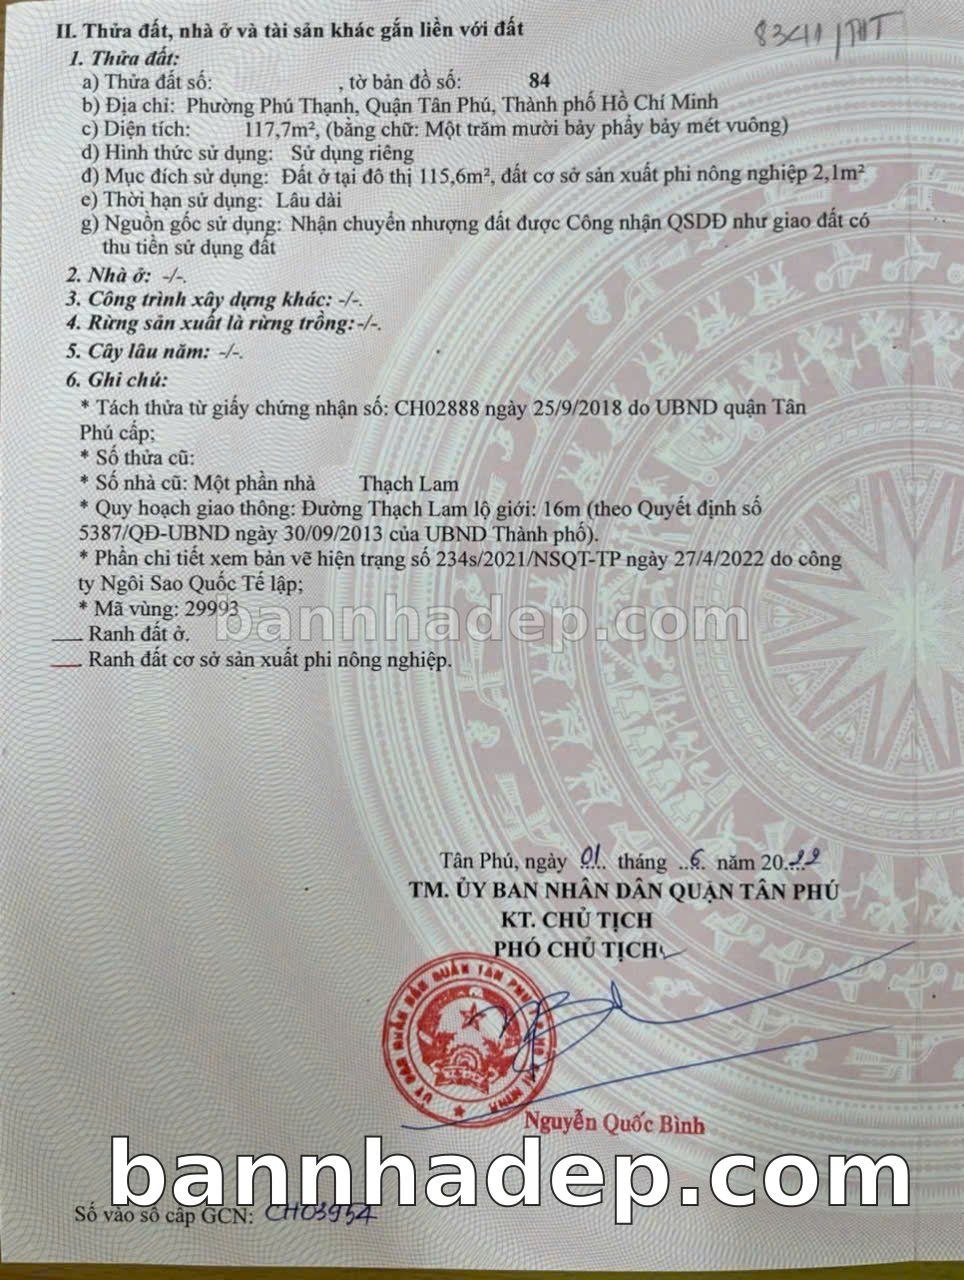 II. Thửa đất, nhà ở và tài sản khác gắn liền với đất
1. Thửa đất:
a) Thửa đất số: , tờ bản đồ số: 84
b) Địa chỉ: Phường Phú Thạnh, Quận Tân Phú, Thành phố Hồ Chí Minh
c) Diện tích: 117,7m², (bằng chữ: Một trăm mười bảy phẩy bảy mét vuông)
d) Hình thức sử dụng: Sử dụng riêng
đ) Mục đích sử dụng: Đất ở tại đô thị 115,6m², đất cơ sở sản xuất phi nông nghiệp 2,1m²
e) Thời hạn sử dụng: Lâu dài
g) Nguồn gốc sử dụng: Nhận chuyển nhượng đất được Công nhận QSDĐ như giao đất có
thu tiền sử dụng đất
2. Nhà ở: -/-.
3. Công trình xây dựng khác: -/-.
4. Rừng sản xuất là rừng trồng: -/-.
5. Cây lâu năm: -/-.
6. Ghi chú:
* Tách thửa từ giấy chứng nhận số: CH02888 ngày 25/9/2018 do UBND quận Tân
Phú cấp;
* Số thửa cũ:
* Số nhà cũ: Một phần nhà Thạch Lam
* Quy hoạch giao thông: Đường Thạch Lam lộ giới: 16m (theo Quyết định số
5387/QĐ-UBND ngày 30/09/2013 của UBND Thành phố).
* Phần chi tiết xem bản vẽ hiện trạng số 234s/2021/NSQT-TP ngày 27/4/2022 do công
ty Ngôi Sao Quốc Tế lập;
* Mã vùng: 29993
bannhadep.com
Ranh đất ở.
Ranh đất cơ sở sản xuất phi nông nghiệp.
Tân Phú, ngày 01 tháng 6 năm 2022
TM. ỦY BAN NHÂN DÂN QUẬN TÂN PHÚ
KT. CHỦ TỊCH
PHÓ CHỦ TỊCH
ỦY BAN NHÂN DÂN QUẬN TÂN PHÚ
Nguyễn Quốc Bình
bannhadep.com
Số vào sổ cấp GCN: CH03954